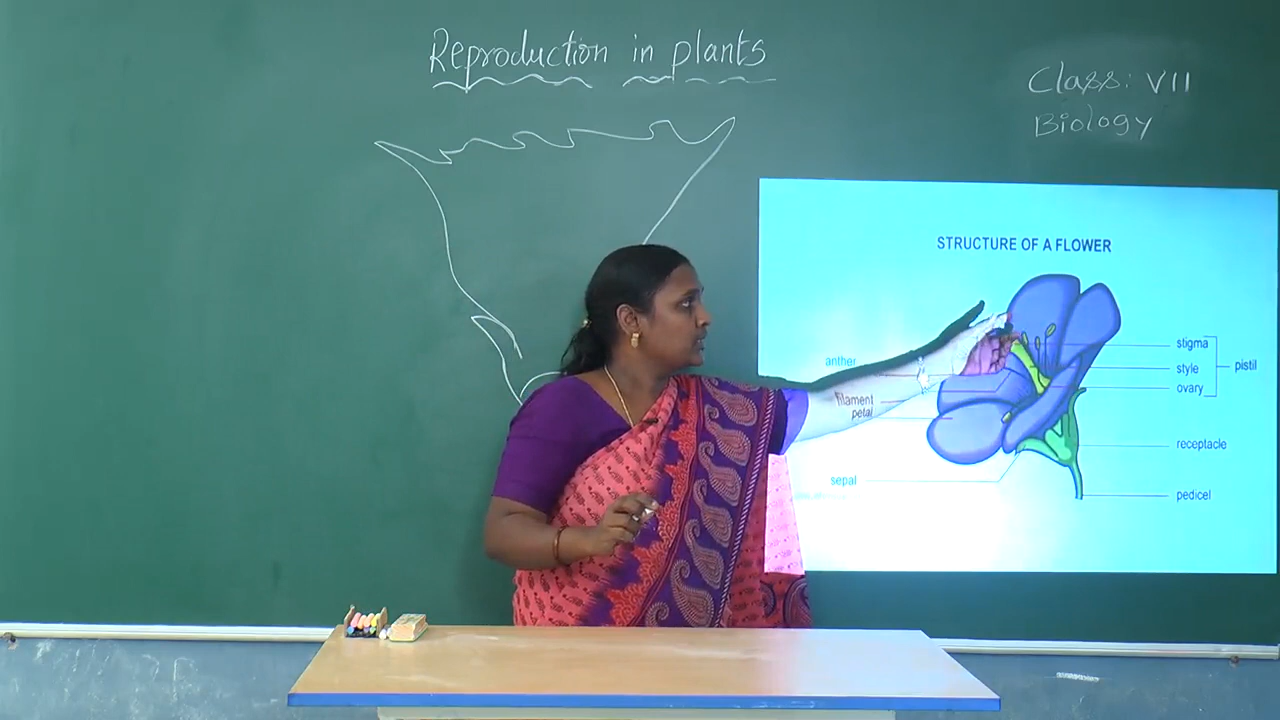 Reproduction in plants
Class: VII
Biology
STRUCTURE OF A FLOWER
anther
filament
petal
sepal
stigma
style
ovary
pistil
receptacle
pedicel